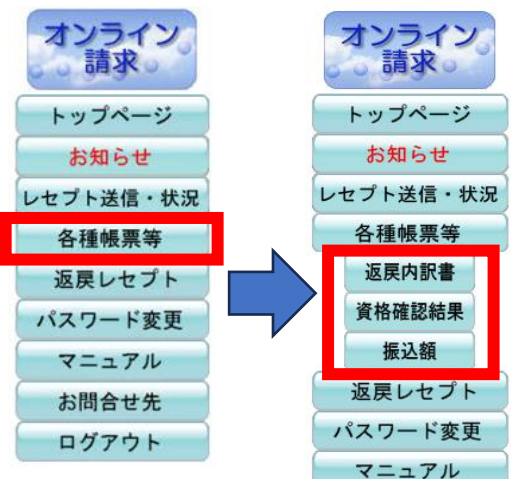 オンライン
請求
トップページ
お知らせ
レセプト送信・状況
各種帳票等
返戻レセプト
パスワード変更
マニュアル
お問合せ先
ログアウト
オンライン
請求
トップページ
お知らせ
レセプト送信・状況
各種帳票等
返戻内訳書
資格確認結果
振込額
返戻レセプト
パスワード変更
マニュアル